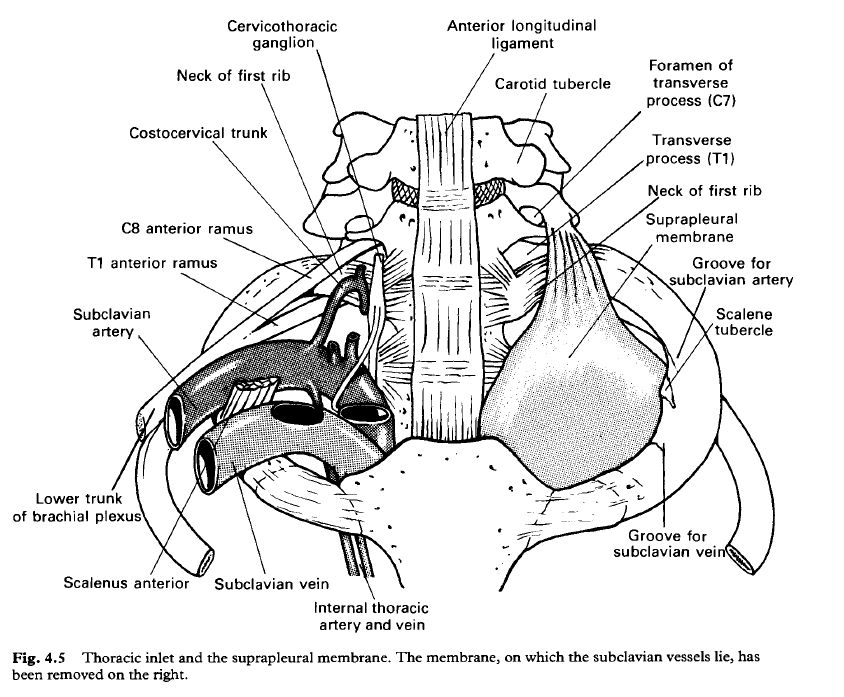 Cervicothoracic
ganglion
Anterior longitudinal
ligament
Neck of first rib
Carotid tubercle
Foramen of
transverse
process (C7)
Costocervical trunk
Transverse
process (T1)
Neck of first rib
C8 anterior ramus
Suprapleural
membrane
T1 anterior ramus
Groove for
subclavian artery
Subclavian
artery
Scalene
tubercle
Lower trunk
of brachial plexus
Groove for
subclavian vein
Scalenus anterior
Subclavian vein
Internal thoracic
artery and vein
Fig. 4.5 Thoracic inlet and the suprapleural membrane. The membrane, on which the subclavian vessels lie, has
been removed on the right.